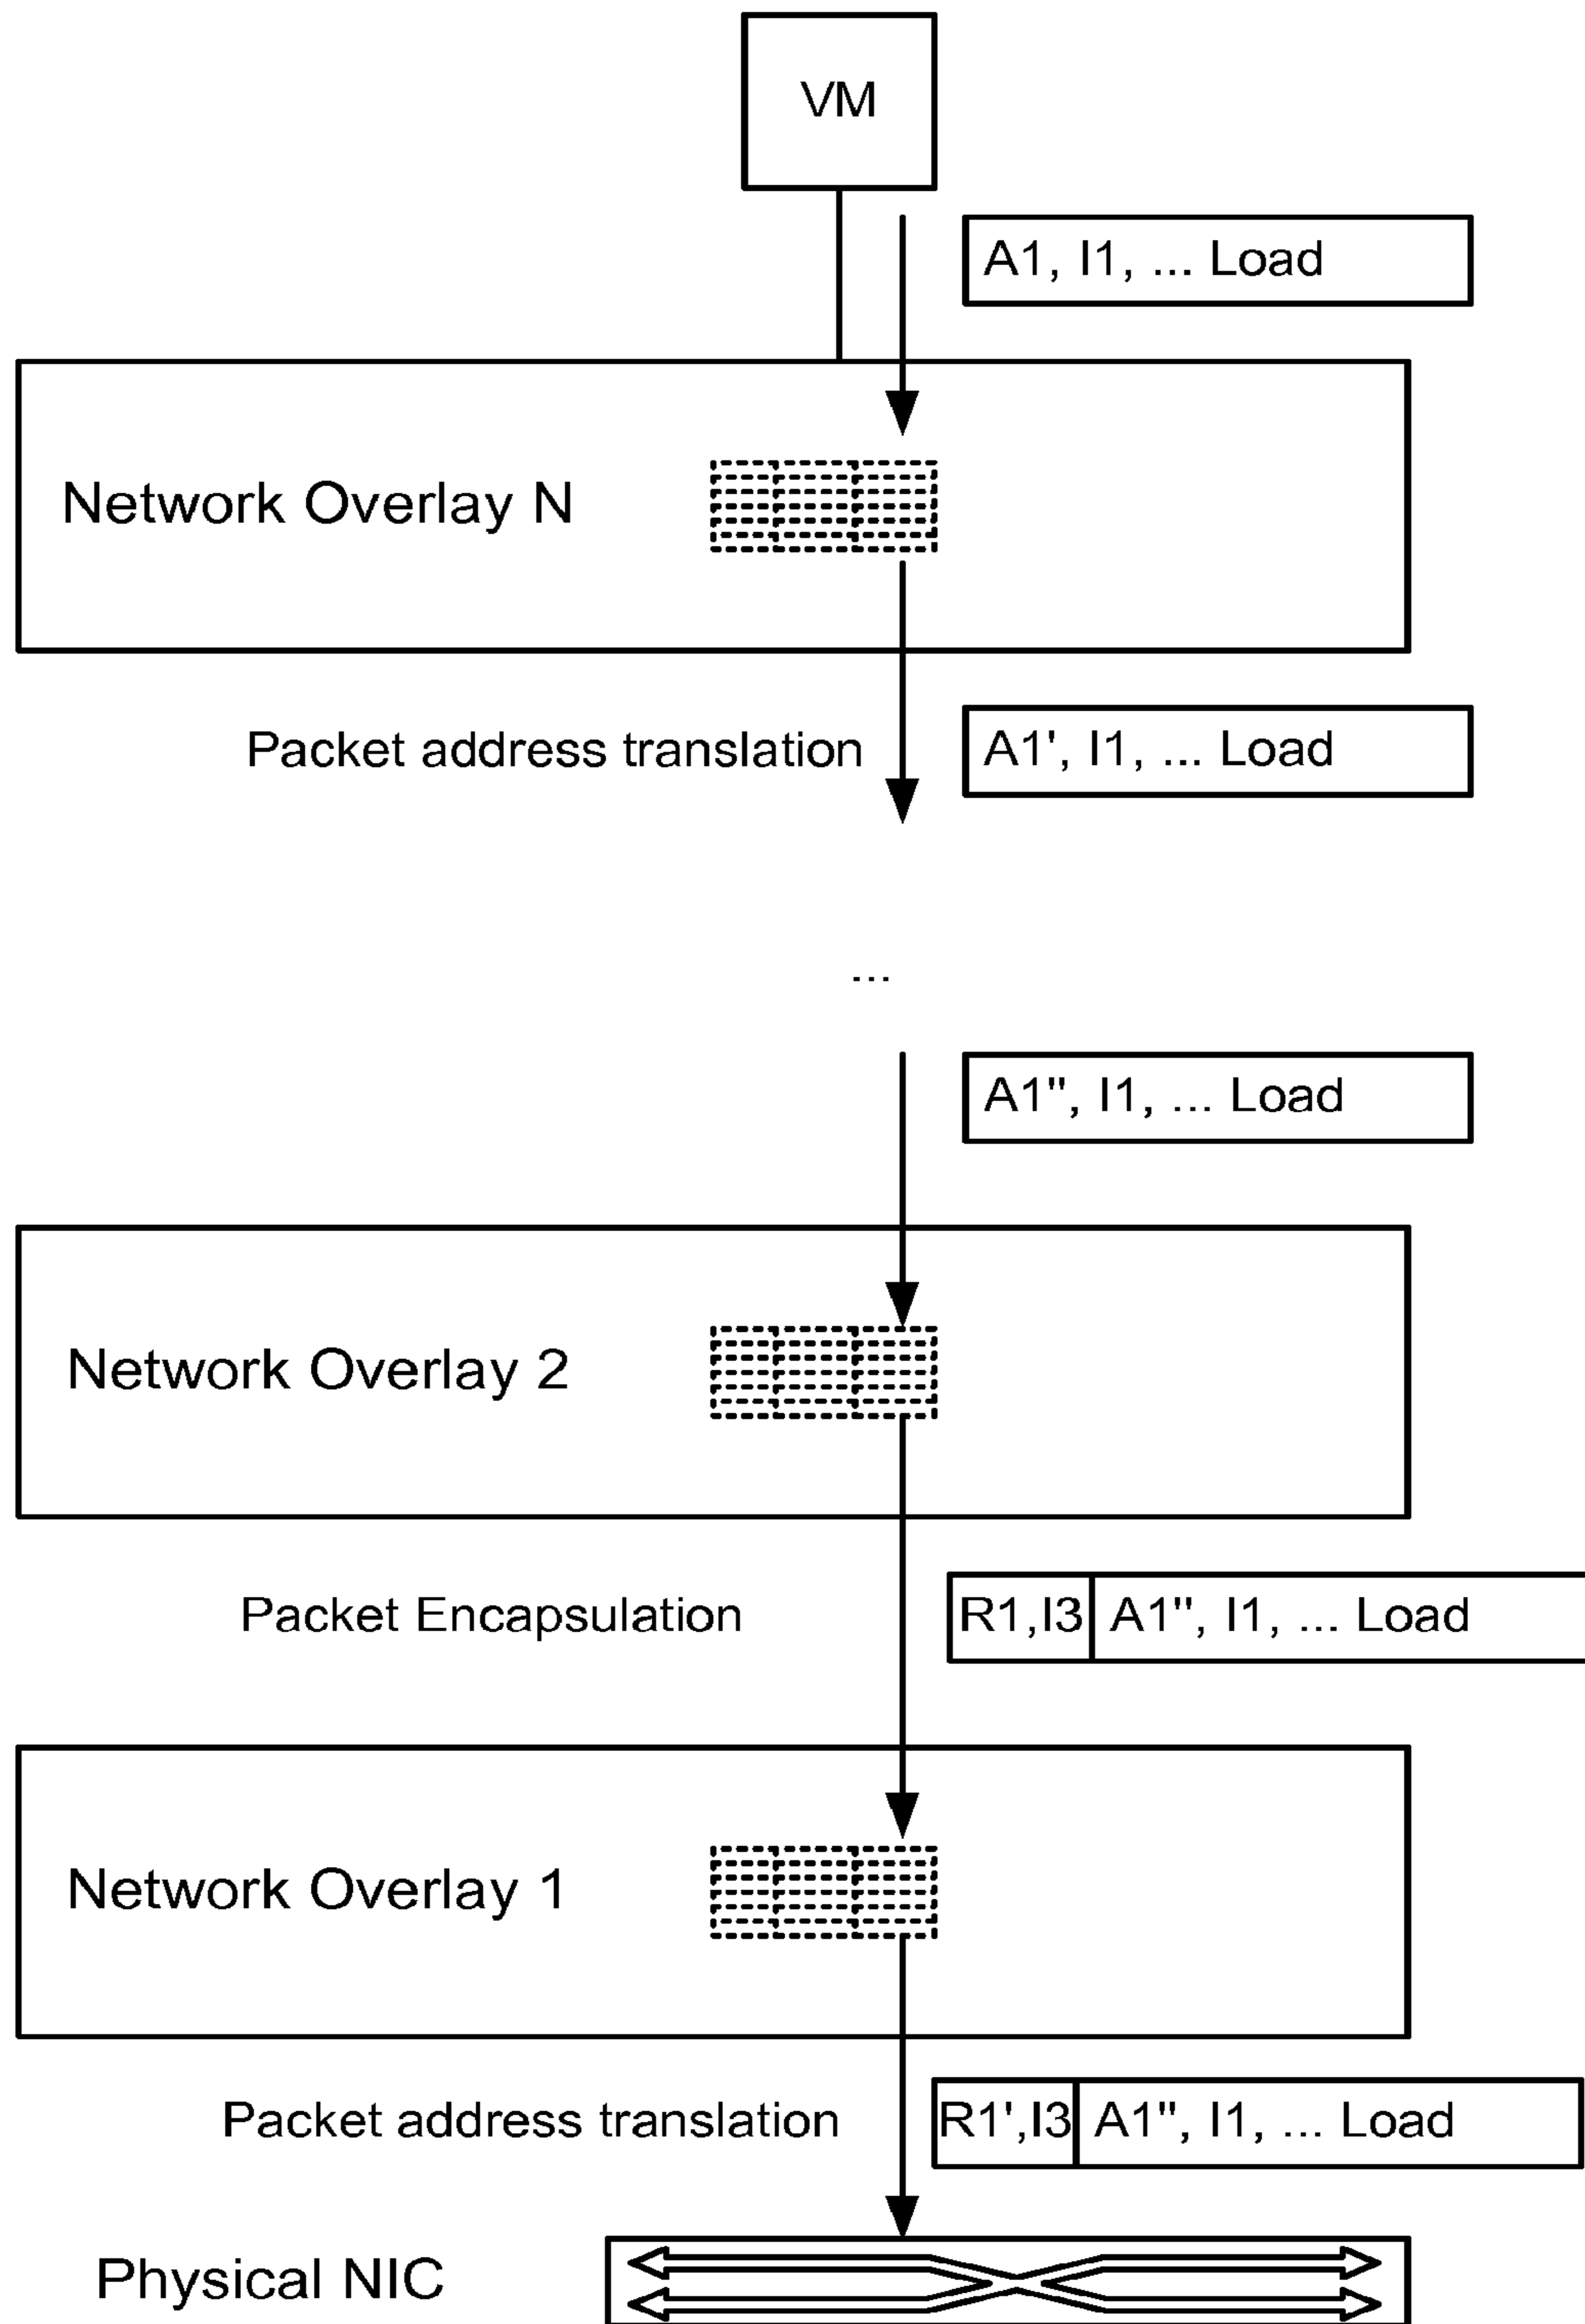 VM
A1, I1, ... Load
Network Overlay N
Packet address translation
A1', I1, ... Load
...
A1'', I1, ... Load
Network Overlay 2
Packet Encapsulation
R1,I3
A1'', I1, ... Load
Network Overlay 1
Packet address translation
R1',I3
A1'', I1, ... Load
Physical NIC